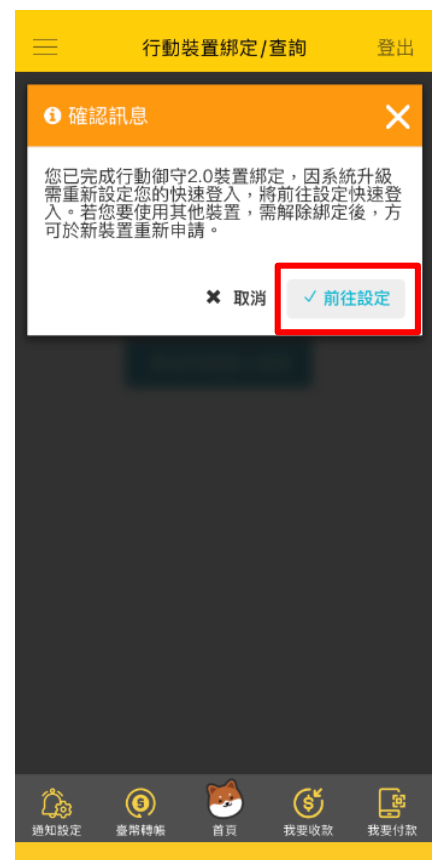 行動裝置綁定/查詢
登出
確認訊息
您已完成行動御守2.0裝置綁定，因系統升級
需重新設定您的快速登入，將前往設定快速登
入。若您要使用其他裝置，需解除綁定後，方
可於新裝置重新申請。
取消
前往設定
通知設定
臺幣轉帳
首頁
我要收款
我要付款